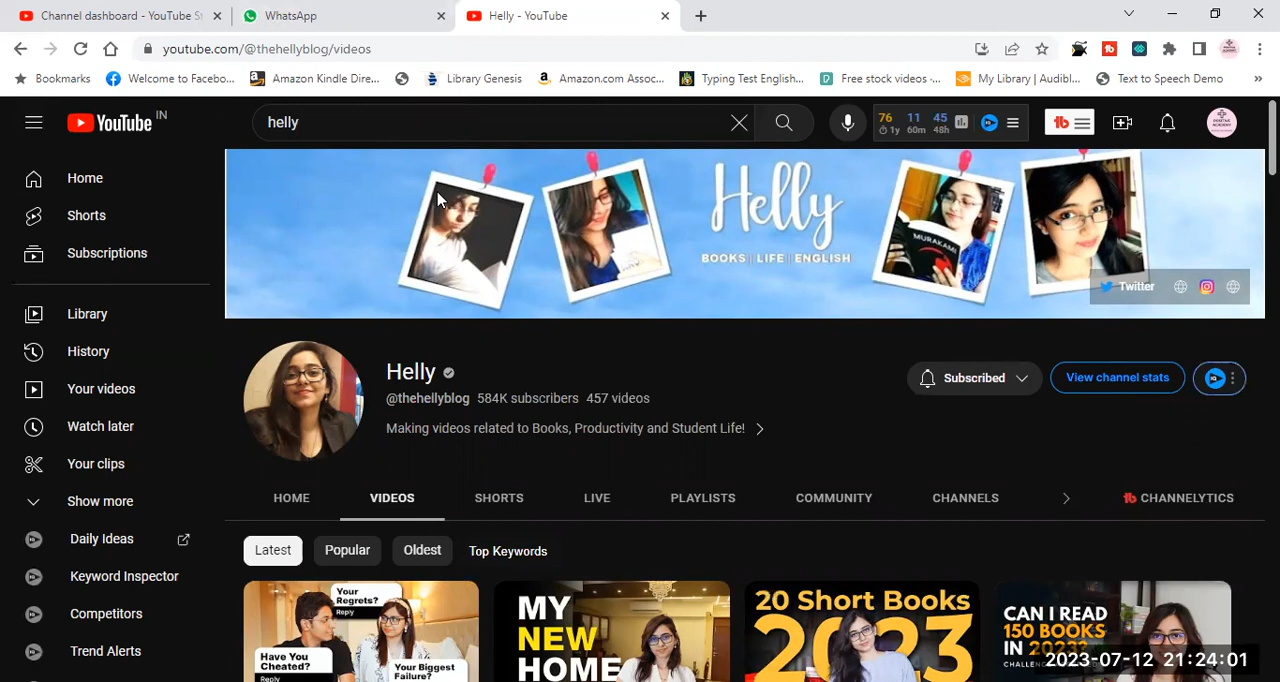 Channel dashboard - YouTube St
WhatsApp
Helly - YouTube
youtube.com/@thehellyblog/videos
Bookmarks
Welcome to Facebo...
Amazon Kindle Dire...
Library Genesis
Amazon.com Assoc...
Typing Test English...
Free stock videos -...
My Library | Audibl...
Text to Speech Demo
YouTube IN
helly
76 11 45
1y 60m 48h
tb
Home
Shorts
Subscriptions
Library
History
Your videos
Watch later
Your clips
Show more
Daily Ideas
Keyword Inspector
Competitors
Trend Alerts
Helly
BOOKS || LIFE || ENGLISH
MURAKAMI
Twitter
Helly
@thehellyblog 584K subscribers 457 videos
Making videos related to Books, Productivity and Student Life!
Subscribed
View channel stats
HOME VIDEOS SHORTS LIVE PLAYLISTS COMMUNITY CHANNELS tb CHANNELYTICS
Latest Popular Oldest Top Keywords
Your Regrets?
Reply
Have You Cheated?
Reply
Your Biggest Failure?
MY
NEW
HOME
20 Short Books
2023
CAN I READ
150 BOOKS
IN 2023?
2023-07-12 21:24:01